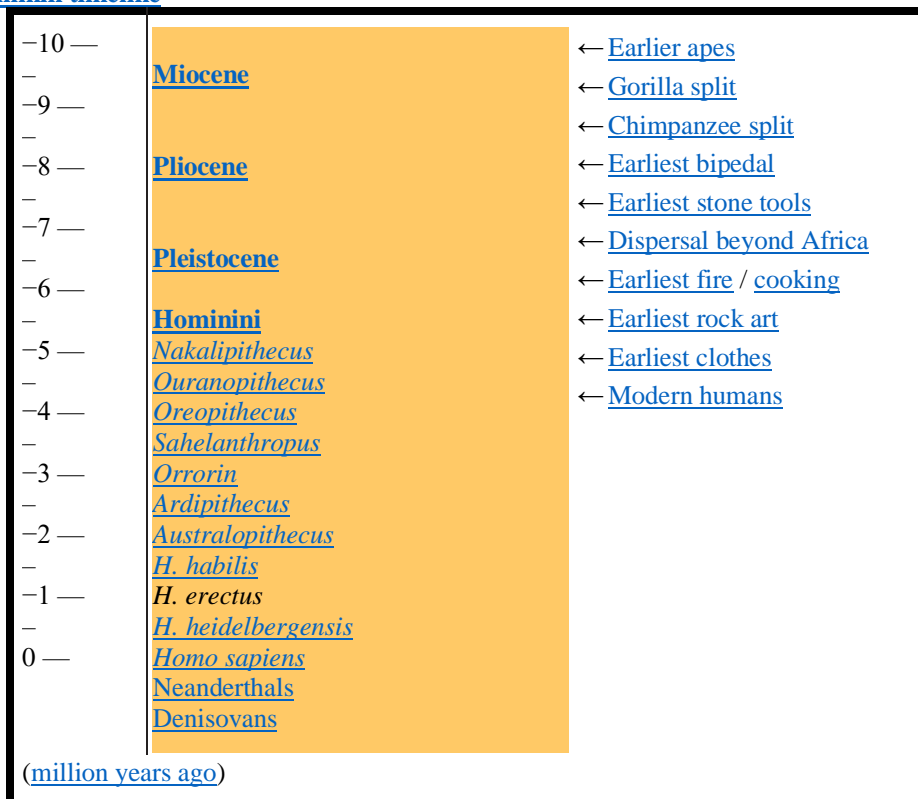 −10 —
–
−9 —
–
−8 —
–
−7 —
–
−6 —
–
−5 —
–
−4 —
–
−3 —
–
−2 —
–
−1 —
–
0 —
Miocene
Pliocene
Pleistocene
Hominini
Nakalipithecus
Ouranopithecus
Oreopithecus
Sahelanthropus
Orrorin
Ardipithecus
Australopithecus
H. habilis
H. erectus
H. heidelbergensis
Homo sapiens
Neanderthals
Denisovans
←Earlier apes
←Gorilla split
←Chimpanzee split
←Earliest bipedal
←Earliest stone tools
←Dispersal beyond Africa
←Earliest fire / cooking
←Earliest rock art
←Earliest clothes
←Modern humans
(million years ago)